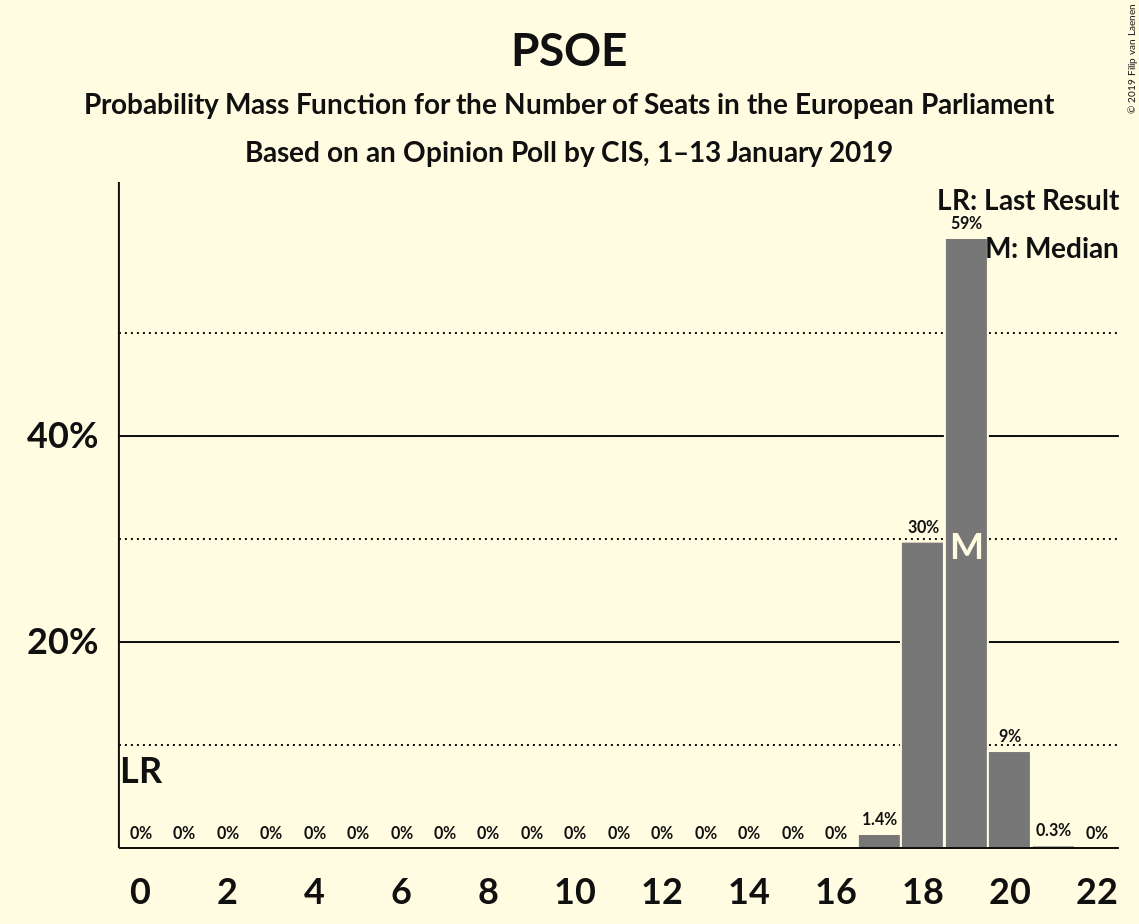 PSOE
Probability Mass Function for the Number of Seats in the European Parliament
Based on an Opinion Poll by CIS, 1–13 January 2019
© 2019 Filip van Laenen
LR: Last Result
M: Median
59%
40%
30%
M
20%
9%
LR
0% 0% 0% 0% 0% 0% 0% 0% 0% 0% 0% 0% 0% 0% 0% 0% 0% 1.4% 0.3% 0%
0 2 4 6 8 10 12 14 16 18 20 22